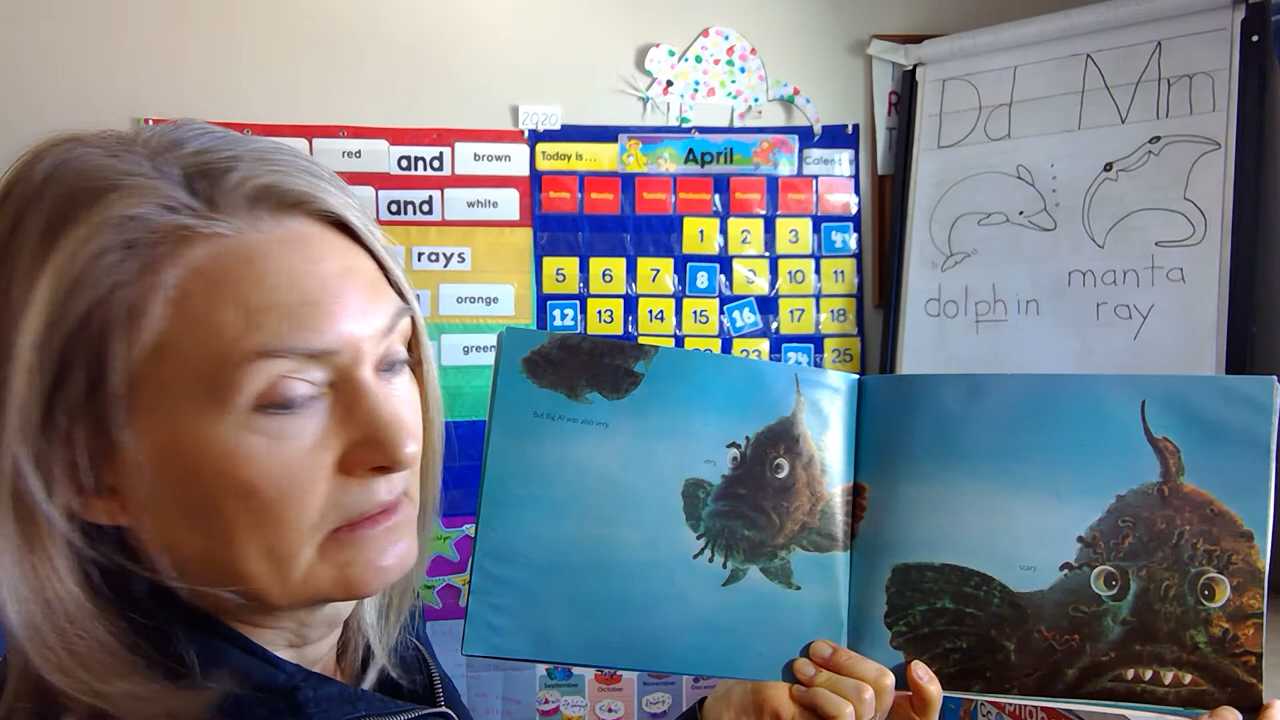 2020
red and brown
and white
rays
orange
green
Today is...
April
Calendar
1 2 3 4
5 6 7 8 9 10 11
12 13 14 15 16 17 18
23 24 25
Dd Mm
dolphin
manta
ray
But Big Al was also very,
very,
scary.
September
October
November